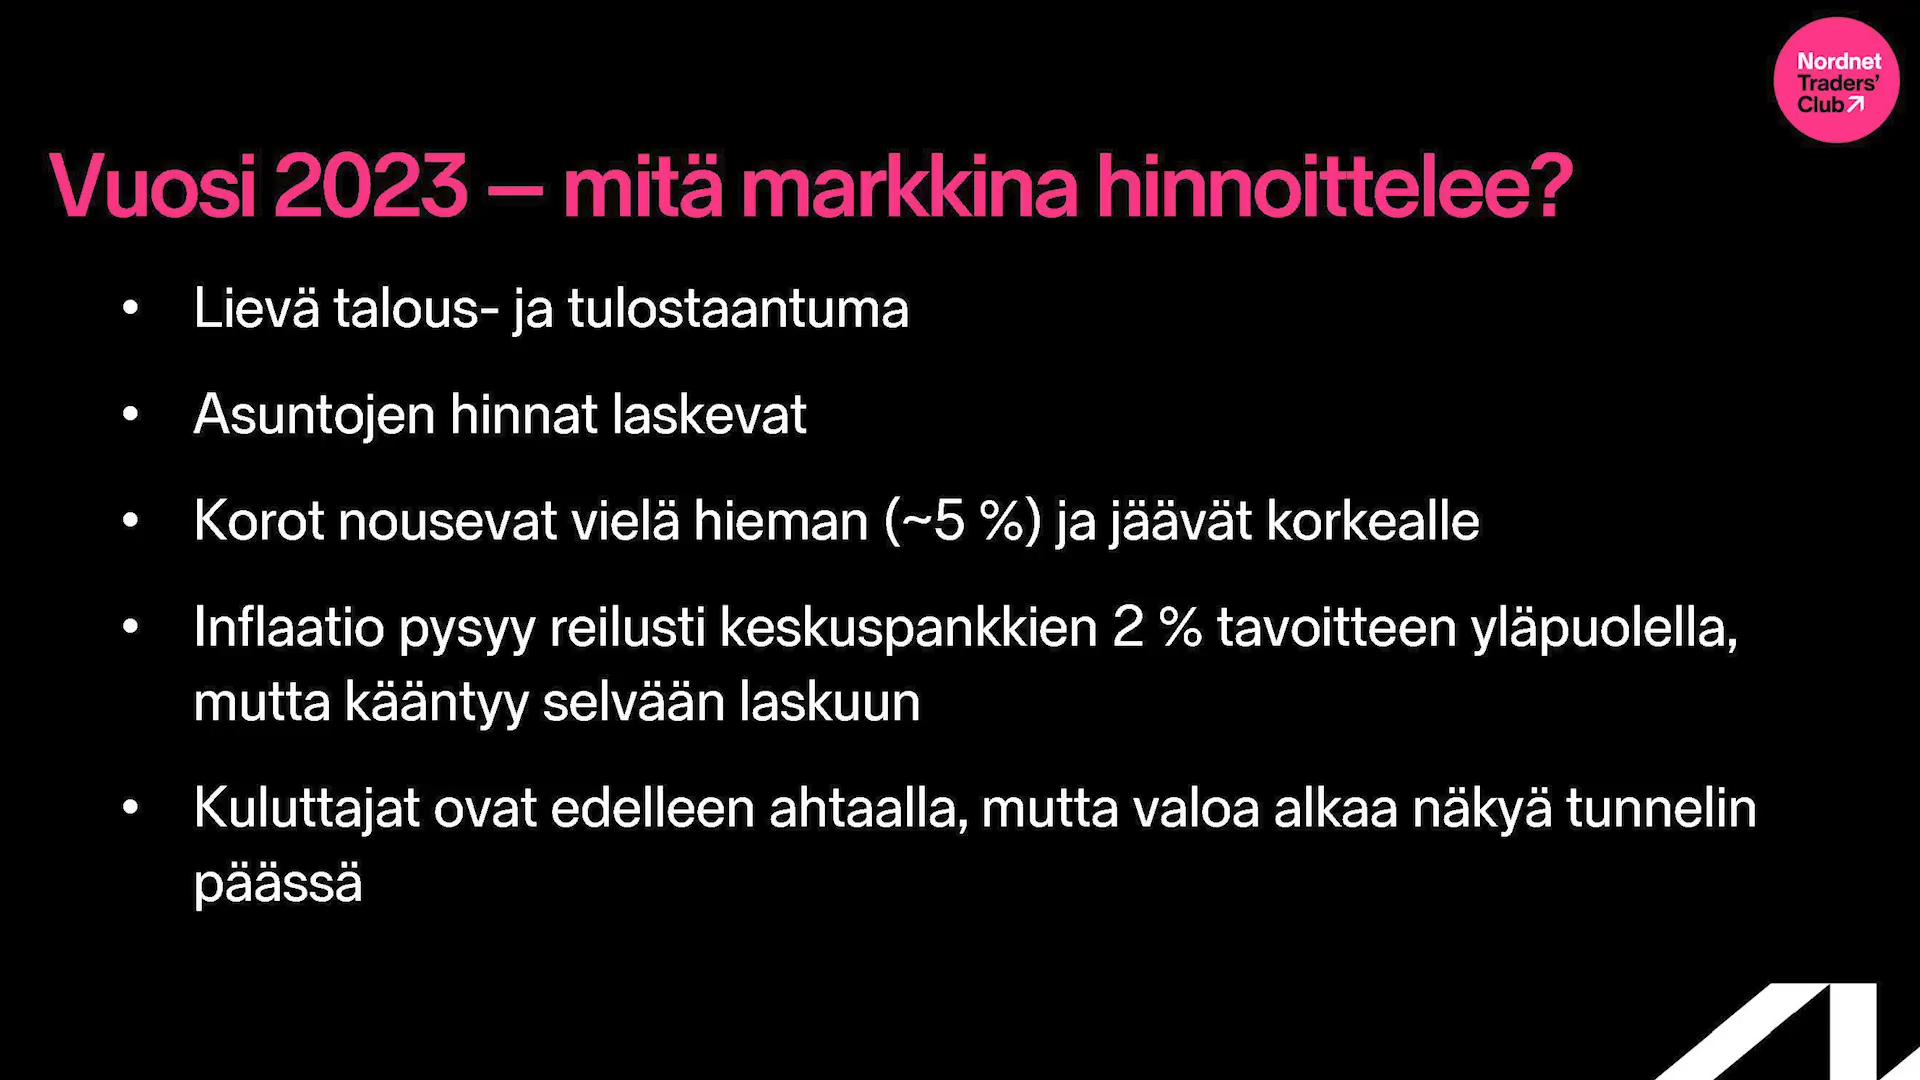 Nordnet
Traders'
Club
Vuosi 2023 – mitä markkina hinnoittelee?
• Lievä talous- ja tulostaantuma
• Asuntojen hinnat laskevat
• Korot nousevat vielä hieman (~5 %) ja jäävät korkealle
• Inflaatio pysyy reilusti keskuspankkien 2 % tavoitteen yläpuolella,
mutta kääntyy selvään laskuun
• Kuluttajat ovat edelleen ahtaalla, mutta valoa alkaa näkyä tunnelin
päässä